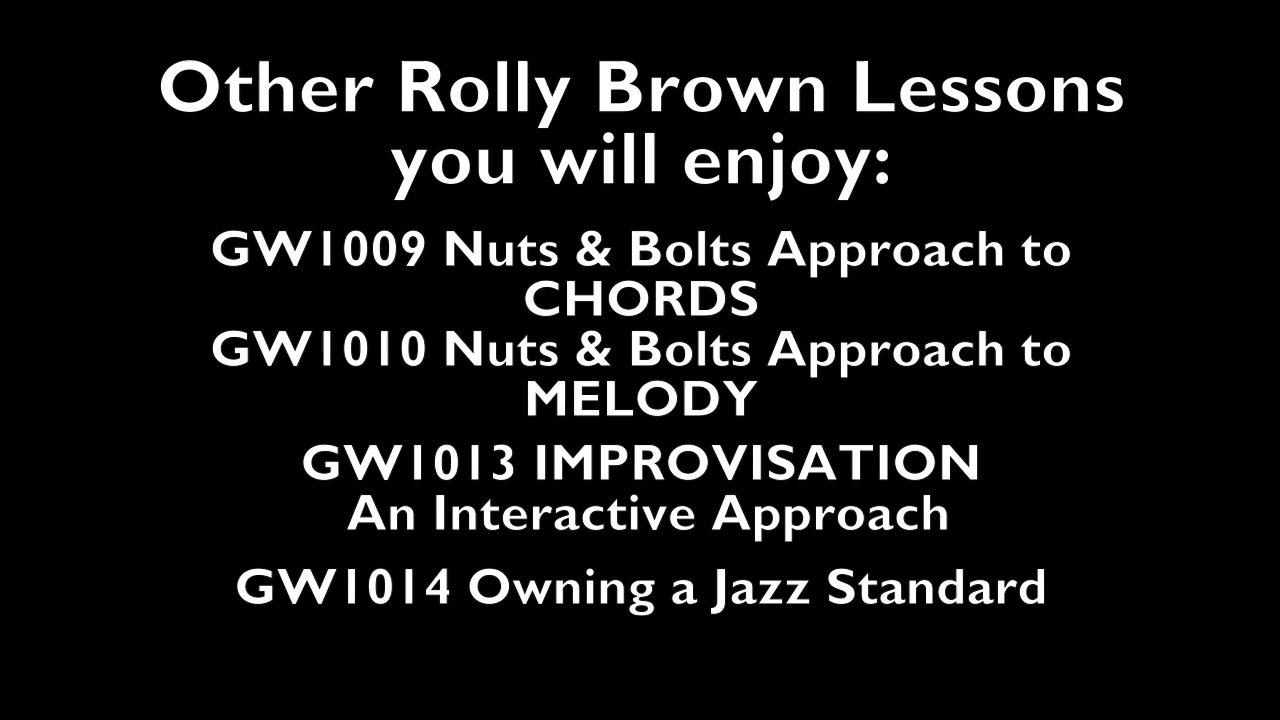 Other Rolly Brown Lessons
you will enjoy:
GW1009 Nuts & Bolts Approach to
CHORDS
GW1010 Nuts & Bolts Approach to
MELODY
GW1013 IMPROVISATION
An Interactive Approach
GW1014 Owning a Jazz Standard